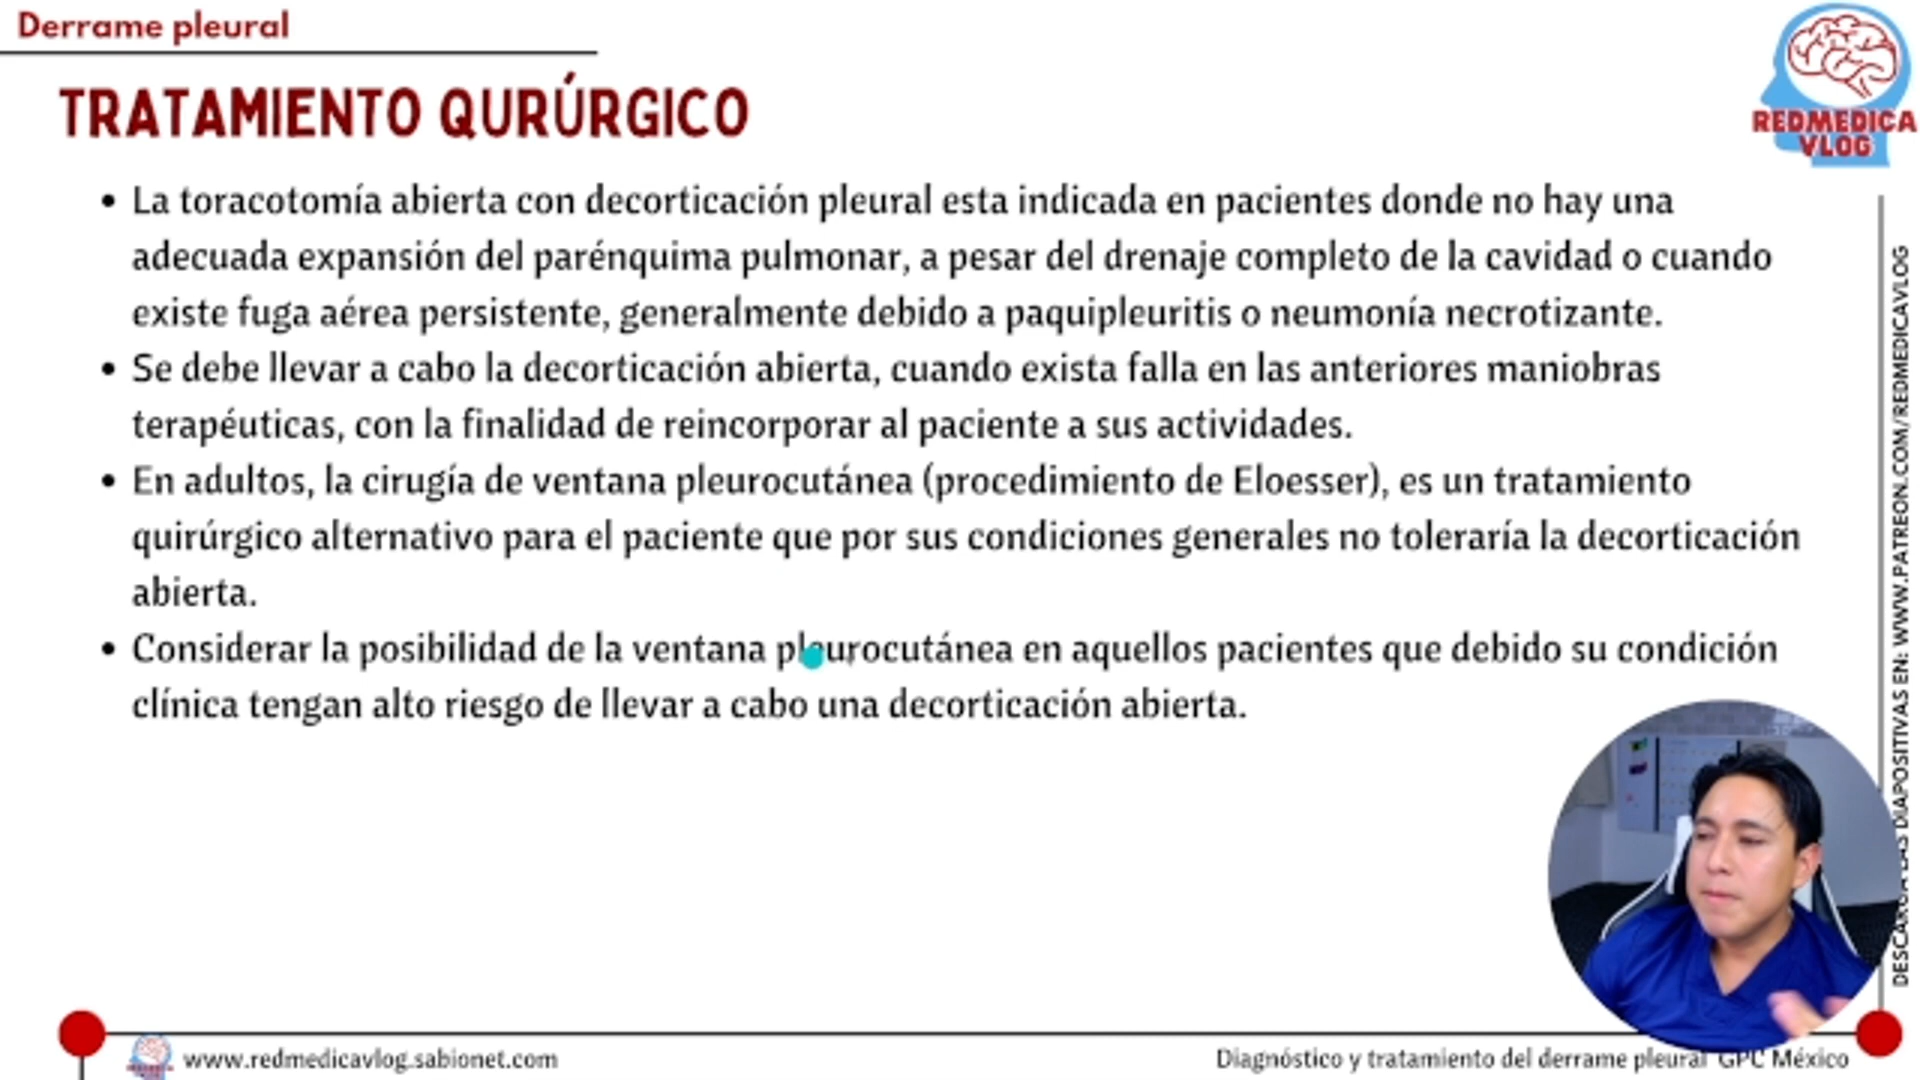 Derrame pleural
TRATAMIENTO QURÚRGICO
REDMEDICA
VLOG
• La toracotomía abierta con decorticación pleural esta indicada en pacientes donde no hay una
adecuada expansión del parénquima pulmonar, a pesar del drenaje completo de la cavidad o cuando
existe fuga aérea persistente, generalmente debido a paquipleuritis o neumonía necrotizante.
• Se debe llevar a cabo la decorticación abierta, cuando exista falla en las anteriores maniobras
terapéuticas, con la finalidad de reincorporar al paciente a sus actividades.
• En adultos, la cirugía de ventana pleurocutánea (procedimiento de Eloesser), es un tratamiento
quirúrgico alternativo para el paciente que por sus condiciones generales no toleraría la decorticación
abierta.
• Considerar la posibilidad de la ventana pleurocutánea en aquellos pacientes que debido su condición
clínica tengan alto riesgo de llevar a cabo una decorticación abierta.
DESCARGA LAS DIAPOSITIVAS EN: WWW.PATREON.COM/REDMEDICAVLOG
www.redmedicavlog.sabionet.com
Diagnóstico y tratamiento del derrame pleural GPC México